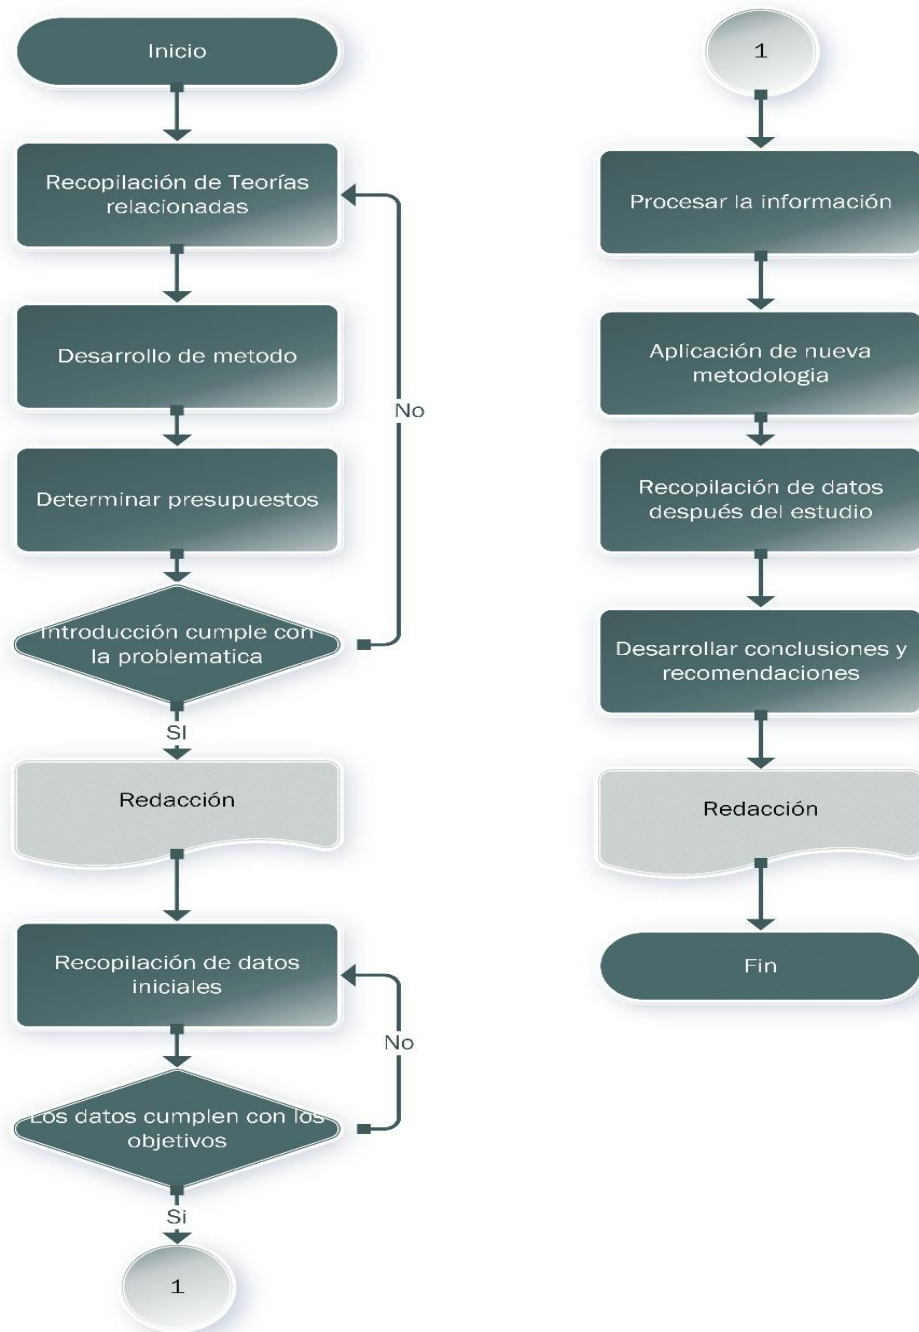 Inicio
Recopilación de Teorías
relacionadas
Desarrollo de metodo
No
Determinar presupuestos
Introducción cumple con
la problematica
SI
Redacción
Recopilación de datos
iniciales
No
Los datos cumplen con los
objetivos
Si
1
1
Procesar la información
Aplicación de nueva
metodologia
Recopilación de datos
después del estudio
Desarrollar conclusiones y
recomendaciones
Redacción
Fin